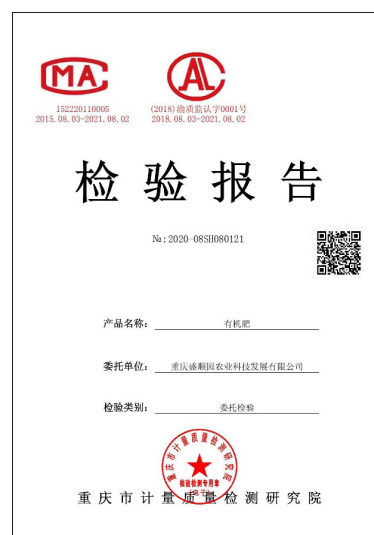 MA
AL
152220110005
(2018)渝质监认字0001号
2015.08.03-2021.08.02
2018.08.03-2021.08.02
检验报告
№:2020-08SH080121
产品名称: 有机肥
委托单位: 重庆盛顺园农业科技发展有限公司
检验类别: 委托检验
重庆市计量质量检测研究院
检验检测专用章
(电子)
重庆市计量质量检测研究院